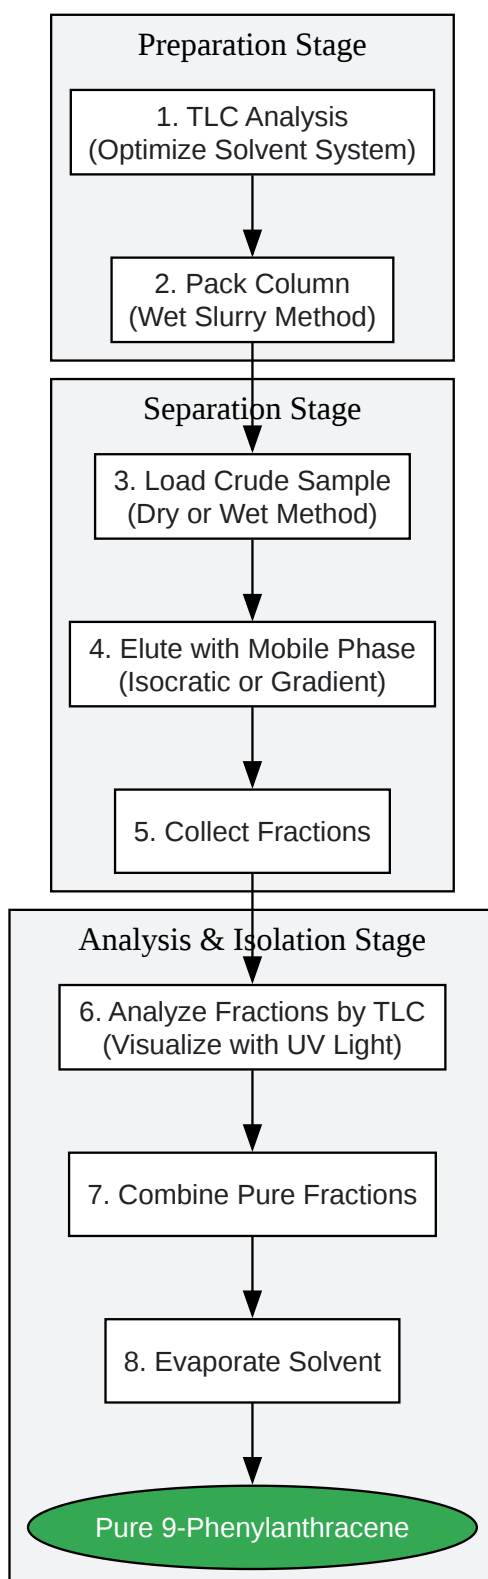 Preparation Stage
1. TLC Analysis
(Optimize Solvent System)
2. Pack Column
(Wet Slurry Method)
Separation Stage
3. Load Crude Sample
(Dry or Wet Method)
4. Elute with Mobile Phase
(Isocratic or Gradient)
5. Collect Fractions
Analysis & Isolation Stage
6. Analyze Fractions by TLC
(Visualize with UV Light)
7. Combine Pure Fractions
8. Evaporate Solvent
Pure 9-Phenylanthracene